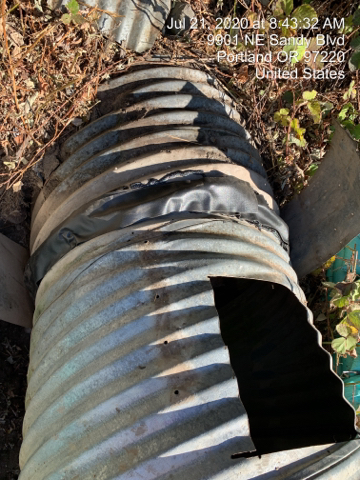 Jul 21, 2020 at 8:43:32 AM
9901 NE Sandy Blvd
Portland OR 97220
United States